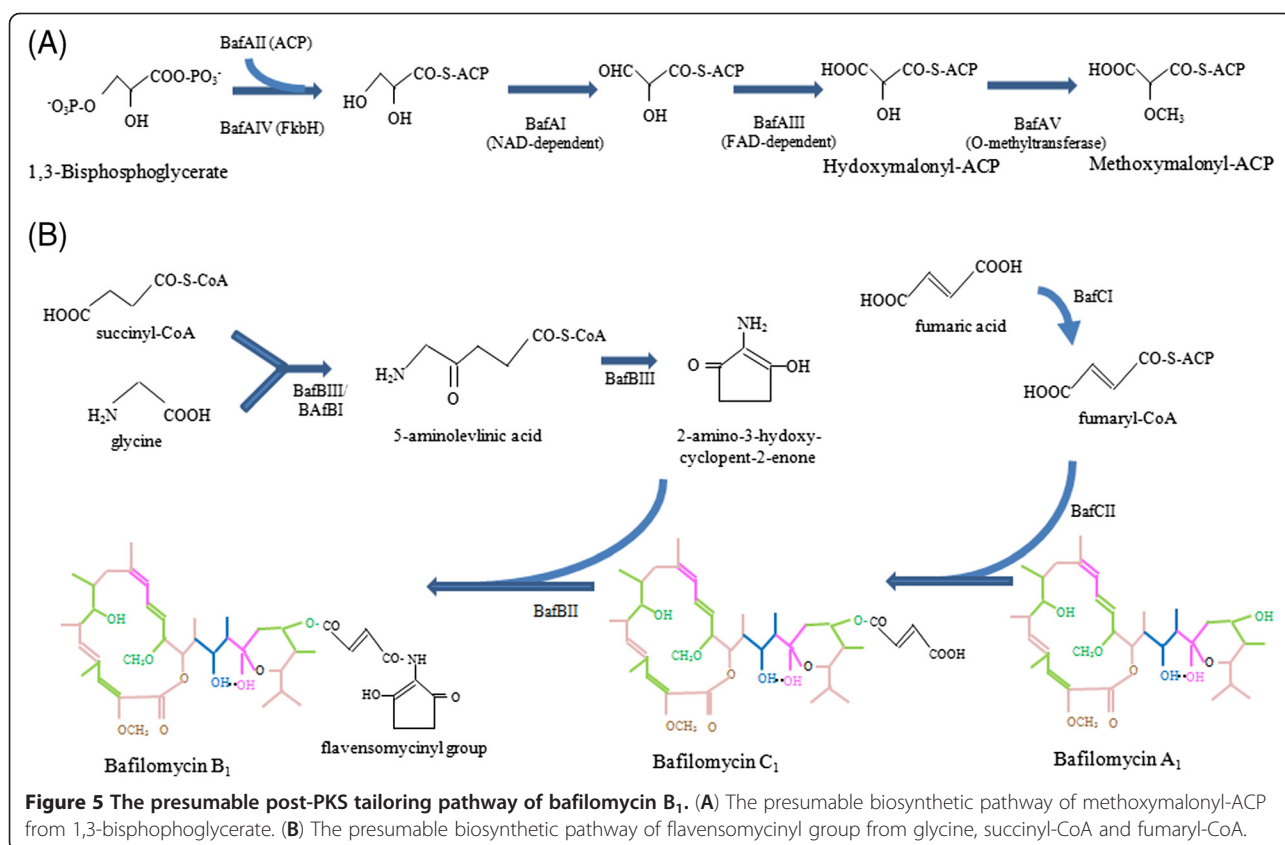 (A)
BafAII (ACP)
COO-PO₃⁻
⁻O₃P-O
OH
BafAIV (FkbH)
1,3-Bisphosphoglycerate
CO-S-ACP
HO
OH
BafAI
(NAD-dependent)
OHC
CO-S-ACP
OH
BafAIII
(FAD-dependent)
HOOC
CO-S-ACP
OH
Hydoxymalonyl-ACP
BafAV
(O-methyltransferase)
HOOC
CO-S-ACP
OCH₃
Methoxymalonyl-ACP
(B)
CO-S-CoA
HOOC
succinyl-CoA
H₂N
COOH
glycine
BafBIII/
BAfBI
CO-S-CoA
H₂N
O
5-aminolevlinic acid
BafBIII
NH₂
O
OH
2-amino-3-hydoxy-
cyclopent-2-enone
COOH
HOOC
fumaric acid
BafCI
CO-S-ACP
HOOC
fumaryl-CoA
BafCII
BafBII
OH
CH₃O
O
OCH₃
O
OH
OH
O
O-
CO
CO
NH
HO
O
flavensomycinyl group
Bafilomycin B₁
OH
CH₃O
O
OCH₃
O
OH
OH
O
O-
CO
COOH
Bafilomycin C₁
OH
CH₃O
O
OCH₃
O
OH
OH
O
OH
Bafilomycin A₁
Figure 5 The presumable post-PKS tailoring pathway of bafilomycin B₁. (A) The presumable biosynthetic pathway of methoxymalonyl-ACP
from 1,3-bisphophoglycerate. (B) The presumable biosynthetic pathway of flavensomycinyl group from glycine, succinyl-CoA and fumaryl-CoA.